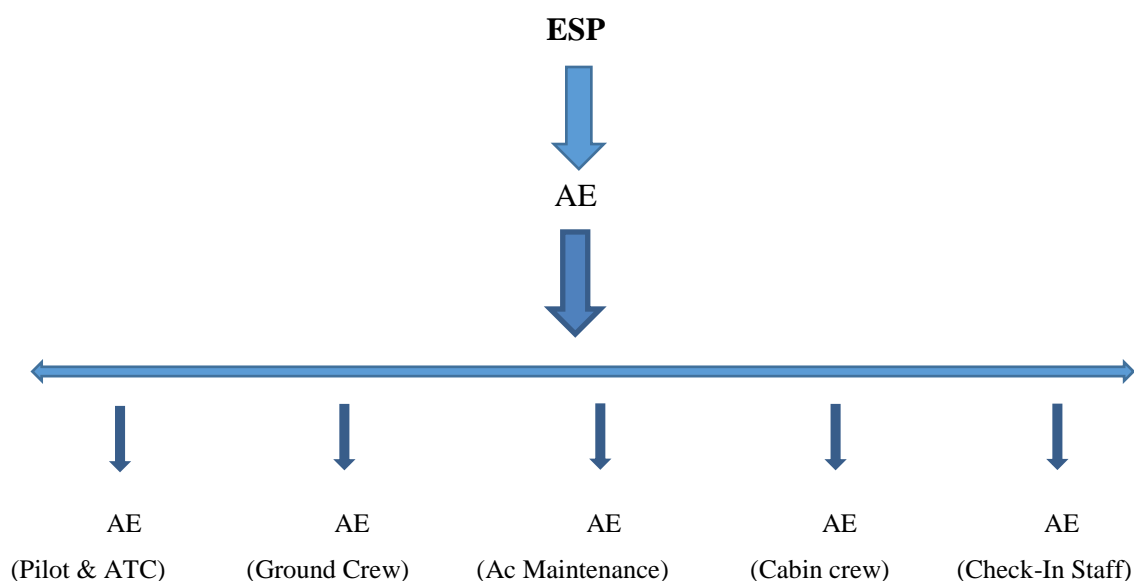 ESP
AE
AE AE AE AE AE
(Pilot & ATC) (Ground Crew) (Ac Maintenance) (Cabin crew) (Check-In Staff)